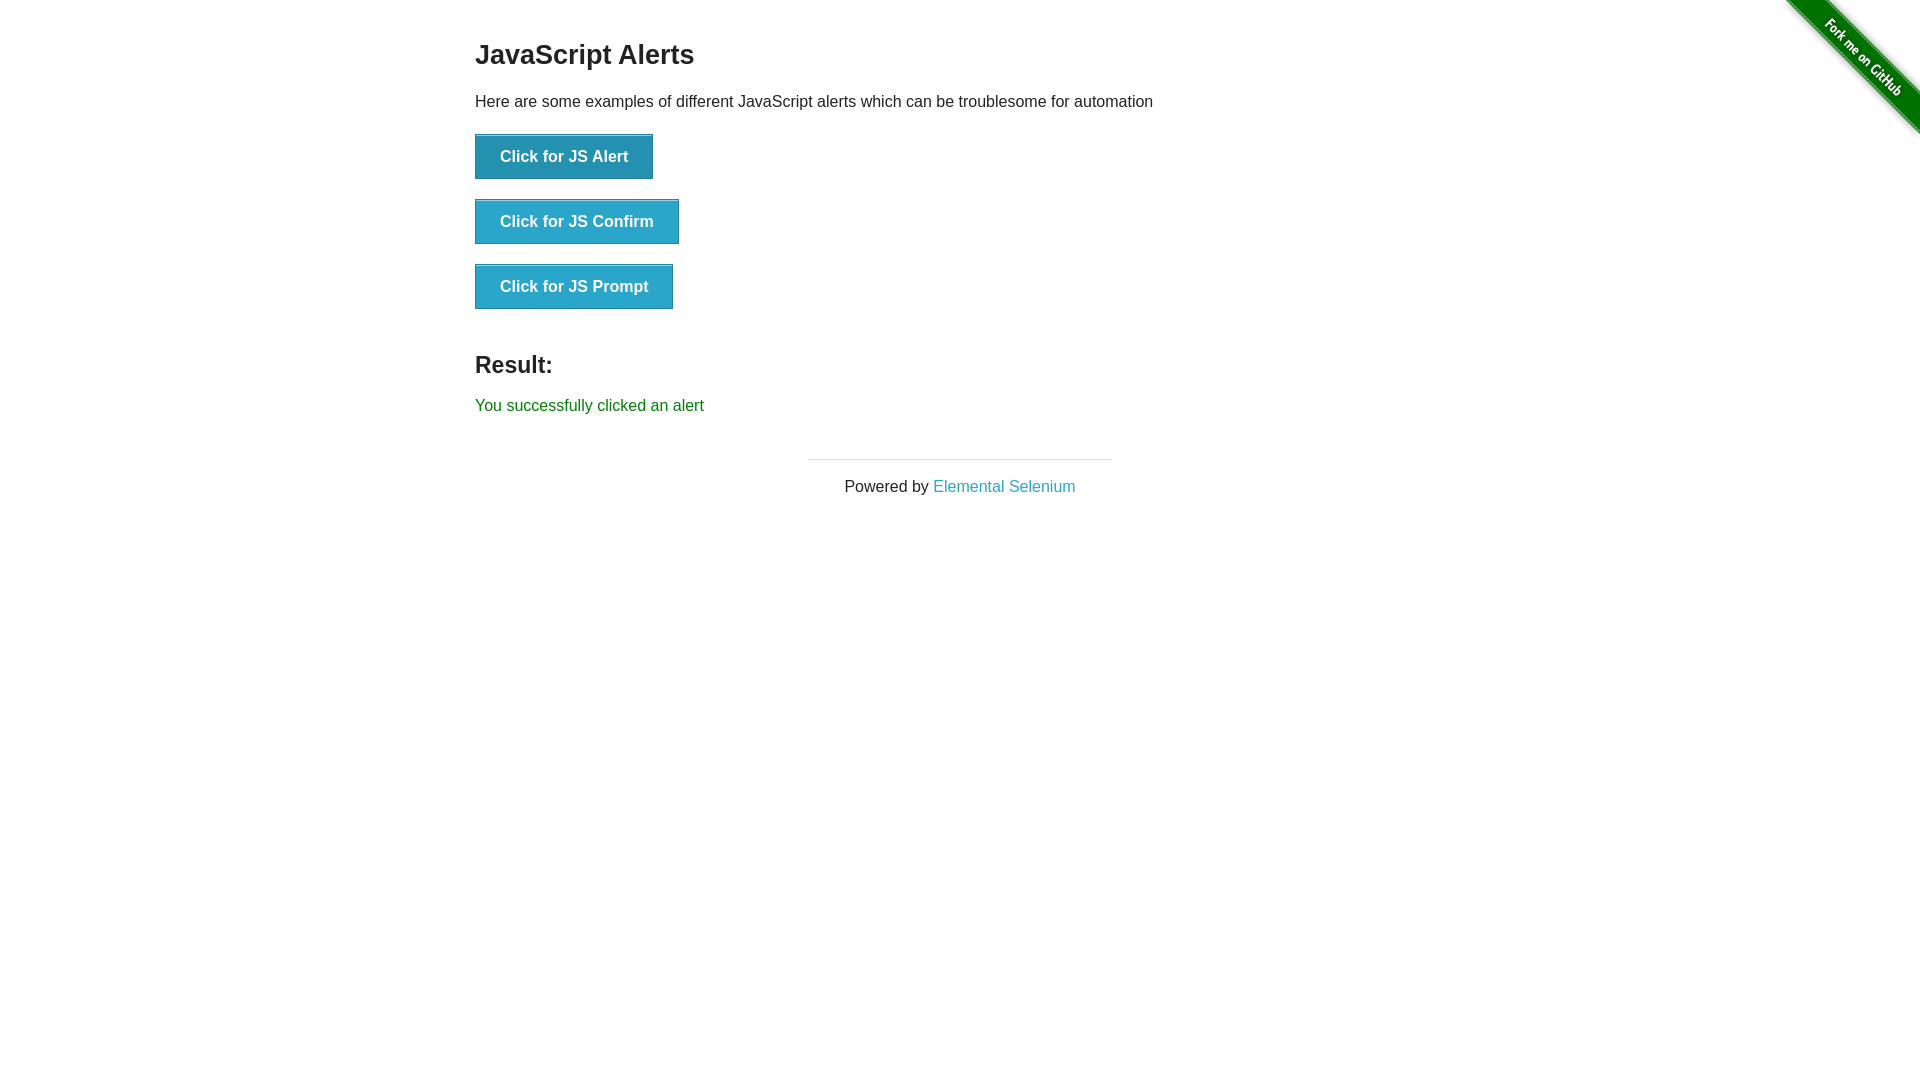 JavaScript Alerts
Here are some examples of different JavaScript alerts which can be troublesome for automation
Click for JS Alert
Click for JS Confirm
Click for JS Prompt
Result:
You successfully clicked an alert
Powered by Elemental Selenium
Fork me on GitHub